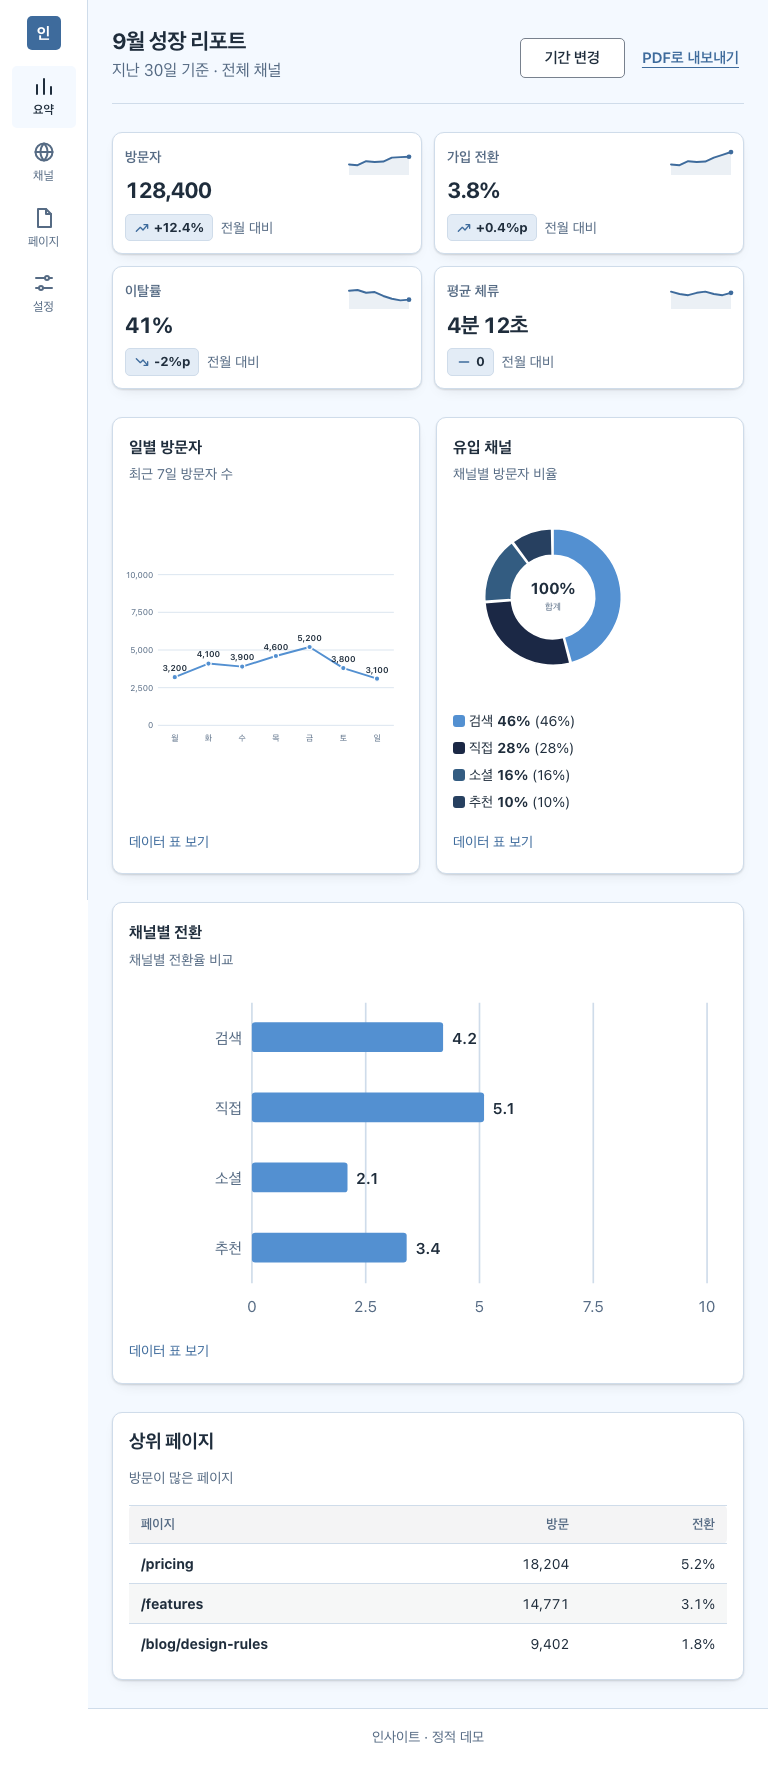 인
요약
채널
페이지
설정
9월 성장 리포트
지난 30일 기준 · 전체 채널
기간 변경
PDF로 내보내기
방문자
128,400
+12.4% 전월 대비
가입 전환
3.8%
+0.4%p 전월 대비
이탈률
41%
-2%p 전월 대비
평균 체류
4분 12초
0 전월 대비
일별 방문자
최근 7일 방문자 수
10,000
7,500
5,000
2,500
0
3,200
4,100
3,900
4,600
5,200
3,800
3,100
월 화 수 목 금 토 일
데이터 표 보기
유입 채널
채널별 방문자 비율
100%
합계
검색 46% (46%)
직접 28% (28%)
소셜 16% (16%)
추천 10% (10%)
데이터 표 보기
채널별 전환
채널별 전환율 비교
검색 4.2
직접 5.1
소셜 2.1
추천 3.4
0 2.5 5 7.5 10
데이터 표 보기
상위 페이지
방문이 많은 페이지
페이지 방문 전환
/pricing 18,204 5.2%
/features 14,771 3.1%
/blog/design-rules 9,402 1.8%
인사이트 · 정적 데모